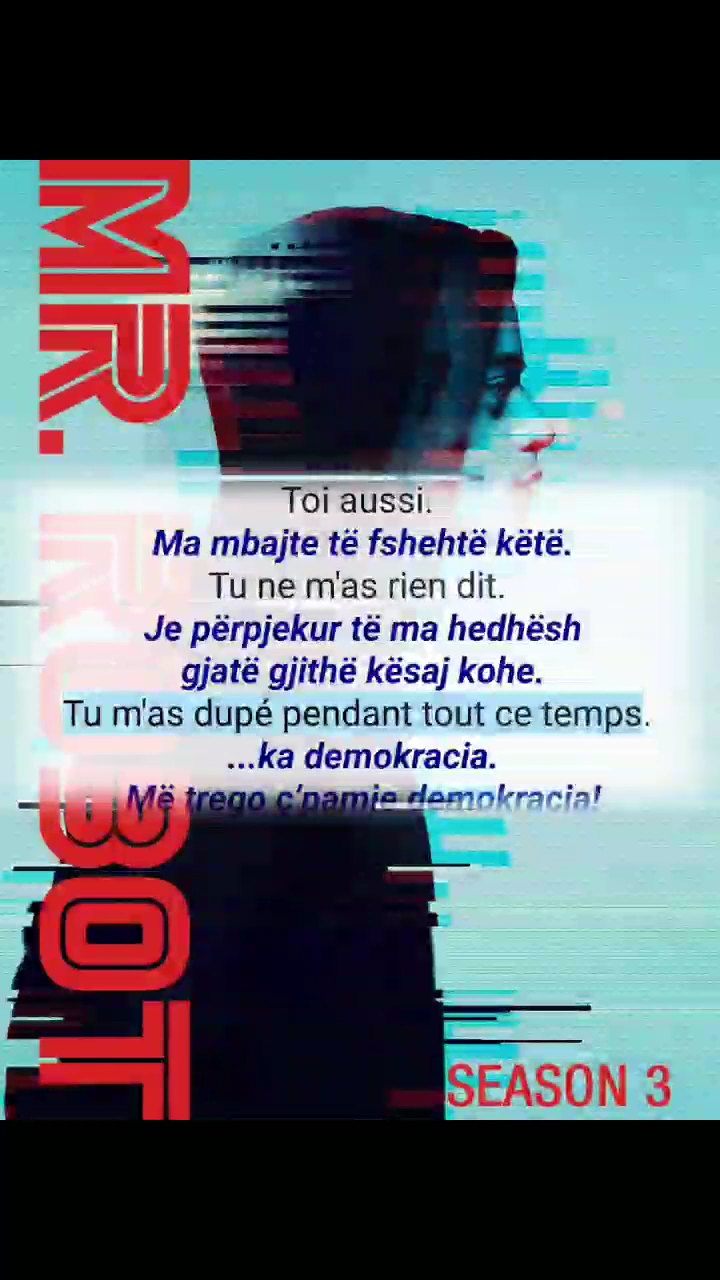 MR. ROBOT
Toi aussi.
Ma mbajte të fshehtë këtë.
Tu ne m'as rien dit.
Je përpjekur të ma hedhësh
gjatë gjithë kësaj kohe.
Tu m'as dupé pendant tout ce temps.
...ka demokracia.
Më trego ç'pamje demokracia!
SEASON 3